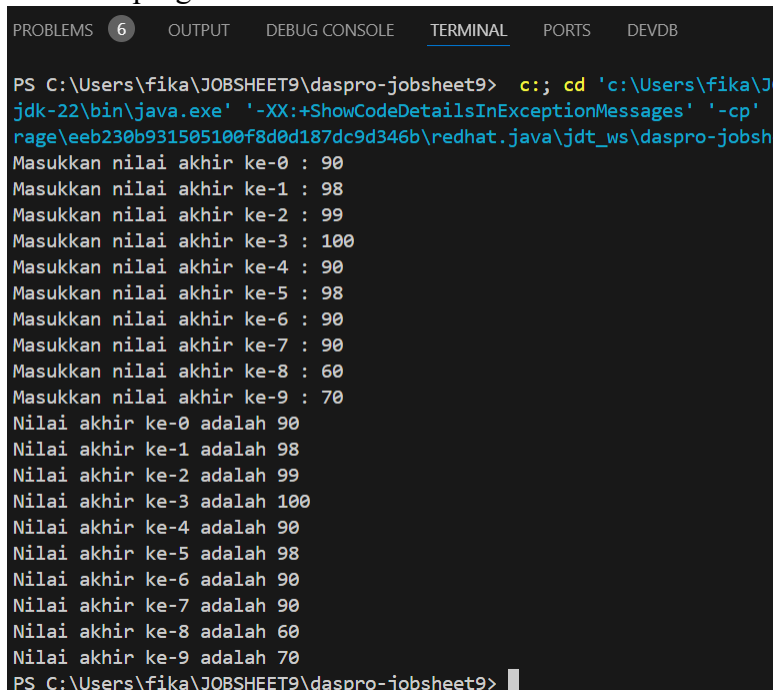 PROBLEMS 6 OUTPUT DEBUG CONSOLE TERMINAL PORTS DEVDB
PS C:\Users\fika\JOBSHEET9\daspro-jobsheet9> c:; cd 'c:\Users\fika\J
jdk-22\bin\java.exe' '-XX:+ShowCodeDetailsInExceptionMessages' '-cp'
rage\eeb230b931505100f8d0d187dc9d346b\redhat.java\jdt_ws\daspro-jobsh
Masukkan nilai akhir ke-0 : 90
Masukkan nilai akhir ke-1 : 98
Masukkan nilai akhir ke-2 : 99
Masukkan nilai akhir ke-3 : 100
Masukkan nilai akhir ke-4 : 90
Masukkan nilai akhir ke-5 : 98
Masukkan nilai akhir ke-6 : 90
Masukkan nilai akhir ke-7 : 90
Masukkan nilai akhir ke-8 : 60
Masukkan nilai akhir ke-9 : 70
Nilai akhir ke-0 adalah 90
Nilai akhir ke-1 adalah 98
Nilai akhir ke-2 adalah 99
Nilai akhir ke-3 adalah 100
Nilai akhir ke-4 adalah 90
Nilai akhir ke-5 adalah 98
Nilai akhir ke-6 adalah 90
Nilai akhir ke-7 adalah 90
Nilai akhir ke-8 adalah 60
Nilai akhir ke-9 adalah 70
PS C:\Users\fika\JOBSHEET9\daspro-jobsheet9>